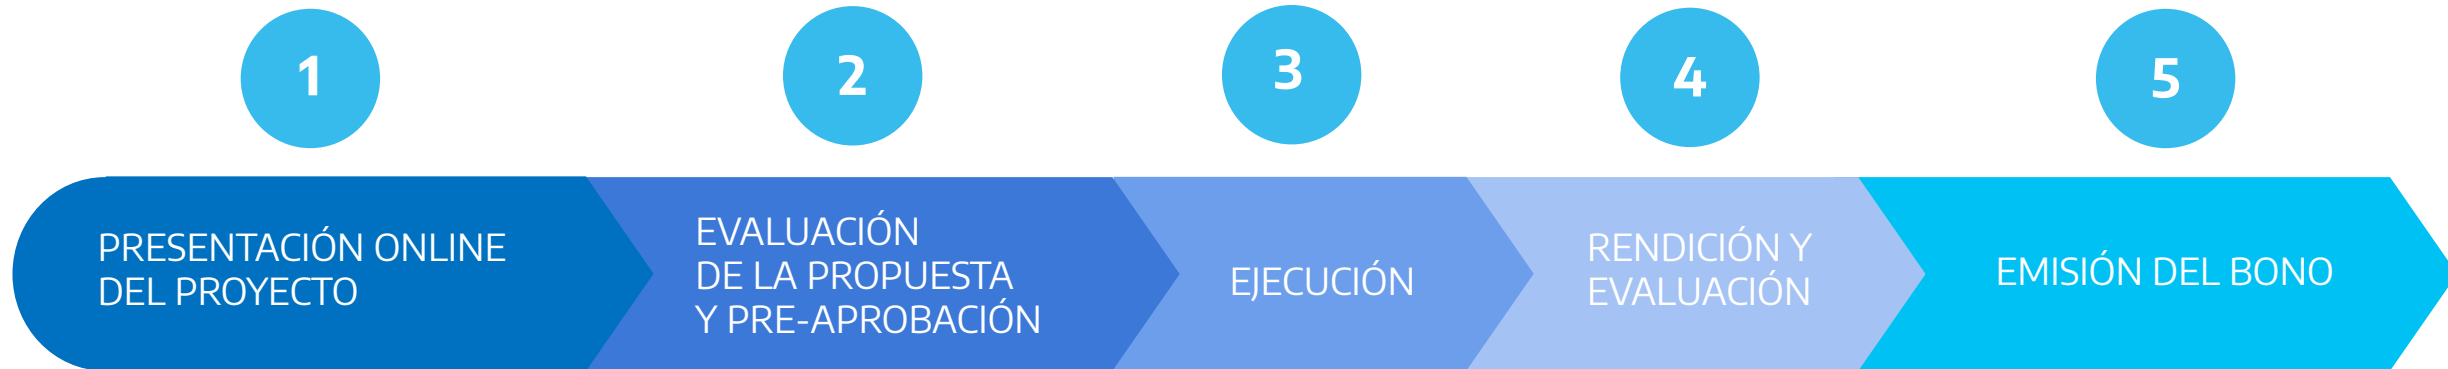 1
2
3
4
5
PRESENTACIÓN ONLINE
DEL PROYECTO
EVALUACIÓN
DE LA PROPUESTA
Y PRE-APROBACIÓN
EJECUCIÓN
RENDICIÓN Y
EVALUACIÓN
EMISIÓN DEL BONO